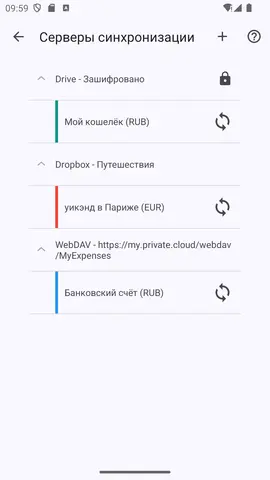 09:59
Серверы синхронизации
Drive - Зашифровано
Мой кошелёк (RUB)
Dropbox - Путешествия
уикэнд в Париже (EUR)
WebDAV - https://my.private.cloud/webdav
/MyExpenses
Банковский счёт (RUB)